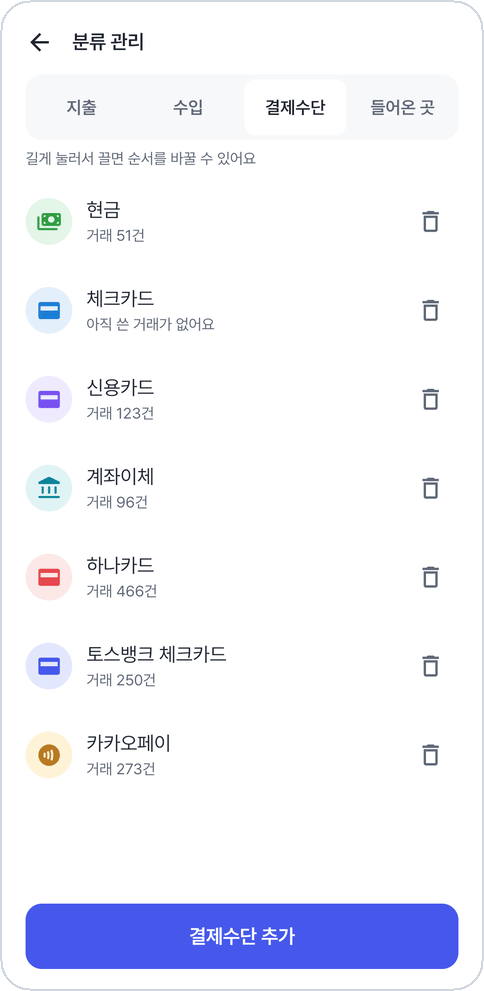 분류 관리
지출 수입 결제수단 들어온 곳
길게 눌러서 끌면 순서를 바꿀 수 있어요
현금
거래 51건
체크카드
아직 쓴 거래가 없어요
신용카드
거래 123건
계좌이체
거래 96건
하나카드
거래 466건
토스뱅크 체크카드
거래 250건
카카오페이
거래 273건
결제수단 추가